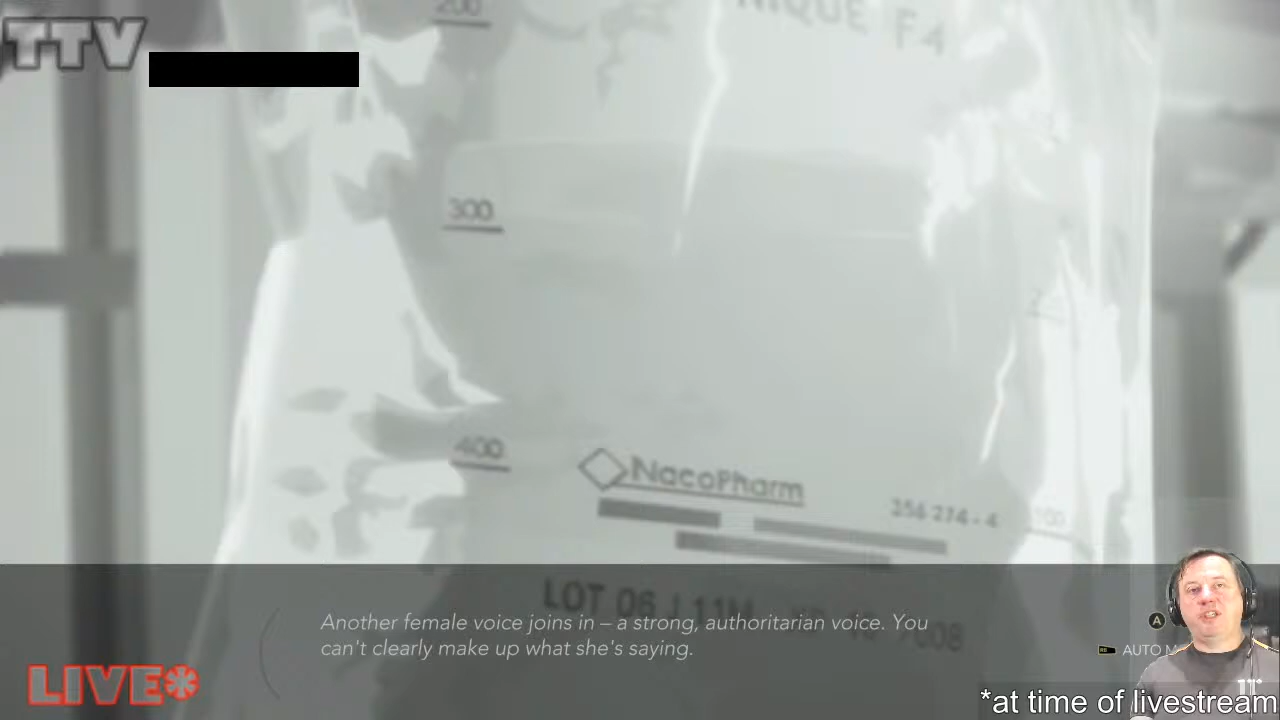 200
NIQUE F4
TTV
300
400
NacoPharm
256 274 - 4
LOT 06 J 11M
Another female voice joins in – a strong, authoritarian voice. You
can't clearly make up what she's saying.
A
AUTO
LIVE*
*at time of livestream